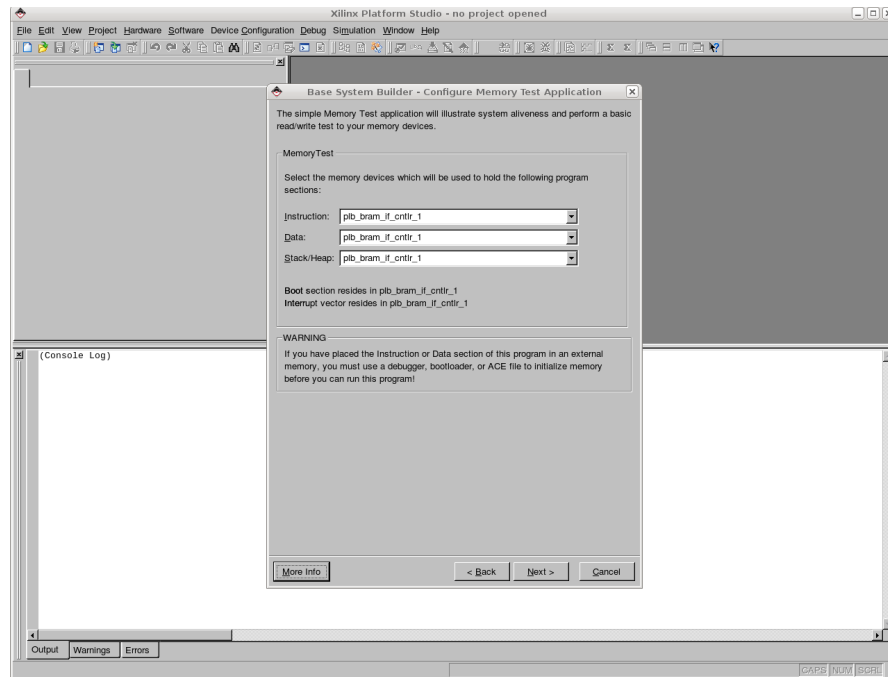 Xilinx Platform Studio - no project opened
File Edit View Project Hardware Software Device Configuration Debug Simulation Window Help
Base System Builder - Configure Memory Test Application
The simple Memory Test application will illustrate system aliveness and perform a basic
read/write test to your memory devices.
MemoryTest
Select the memory devices which will be used to hold the following program
sections:
Instruction: plb_bram_if_cntlr_1
Data: plb_bram_if_cntlr_1
Stack/Heap: plb_bram_if_cntlr_1
Boot section resides in plb_bram_if_cntlr_1
Interrupt vector resides in plb_bram_if_cntlr_1
WARNING
If you have placed the Instruction or Data section of this program in an external
memory, you must use a debugger, bootloader, or ACE file to initialize memory
before you can run this program!
(Console Log)
More Info < Back Next > Cancel
Output Warnings Errors
CAPS NUM SCRL